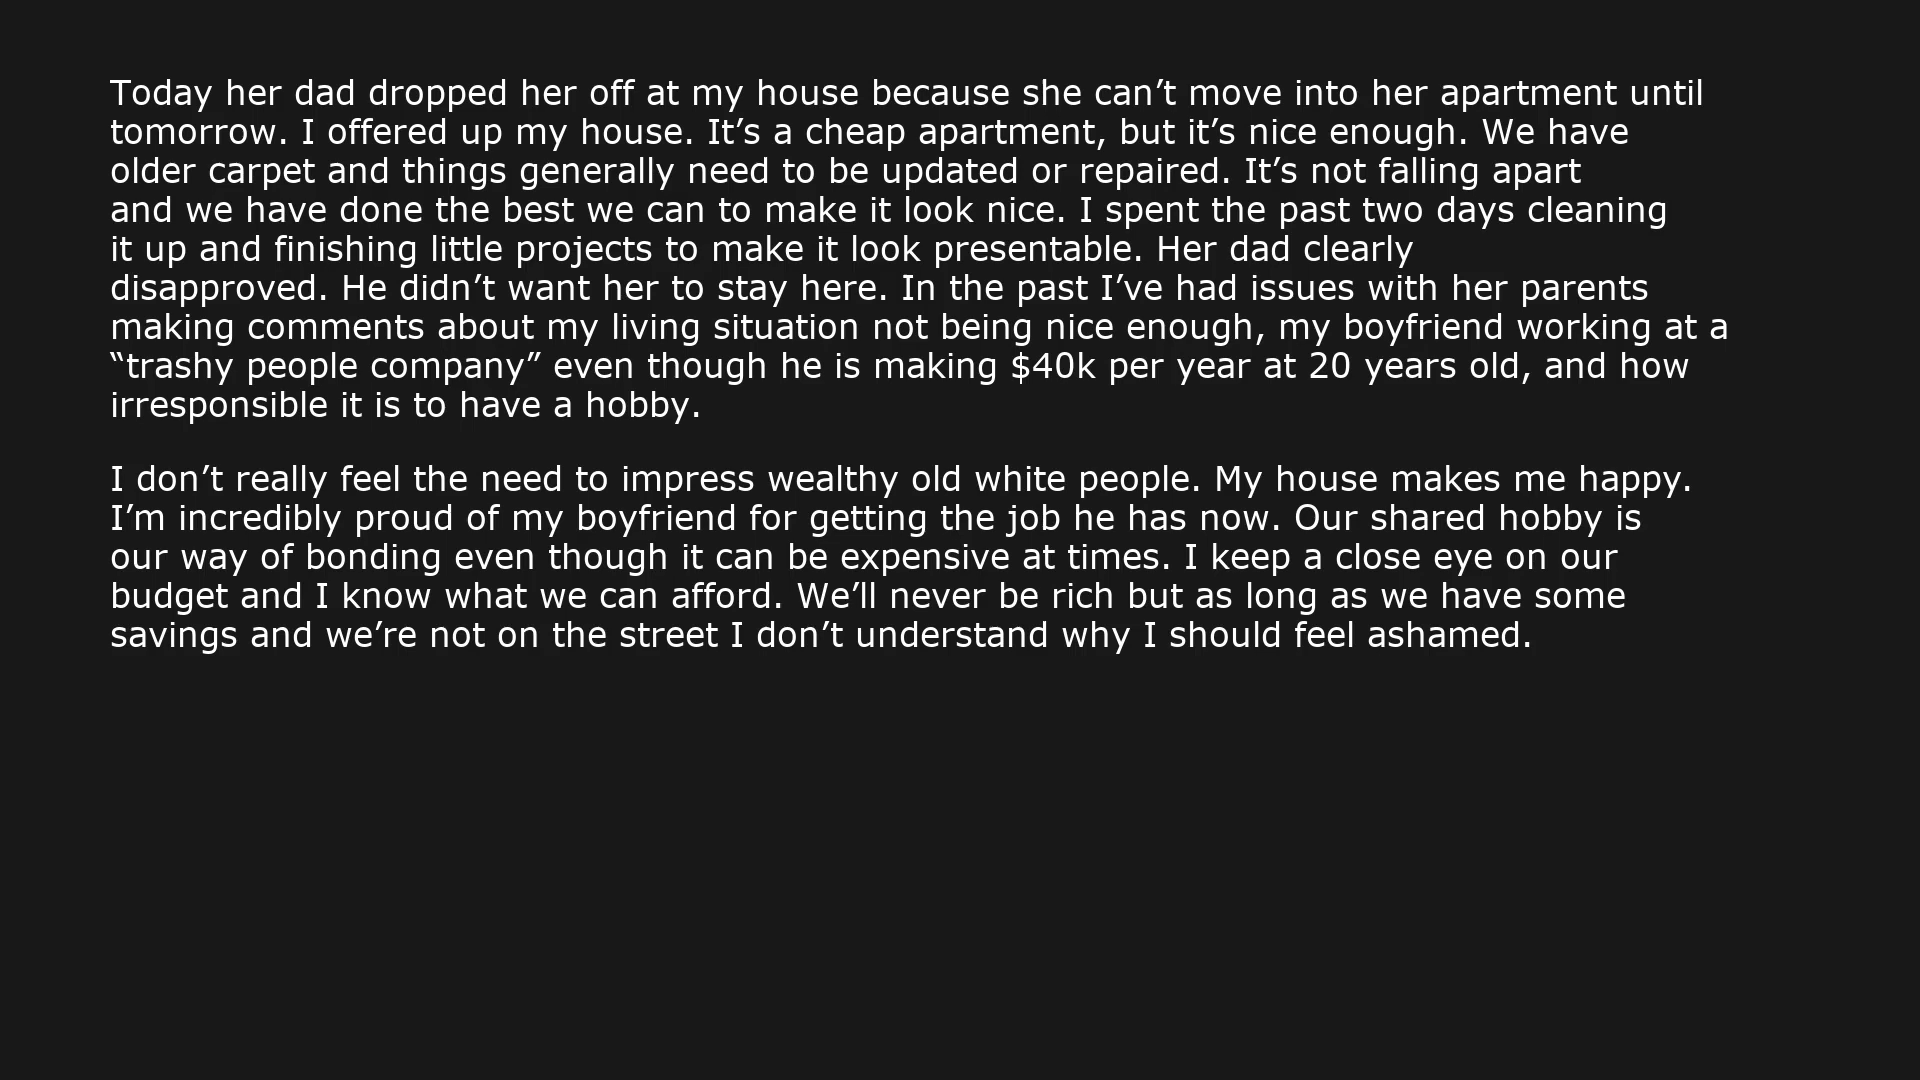 Today her dad dropped her off at my house because she can’t move into her apartment until
tomorrow. I offered up my house. It’s a cheap apartment, but it’s nice enough. We have
older carpet and things generally need to be updated or repaired. It’s not falling apart
and we have done the best we can to make it look nice. I spent the past two days cleaning
it up and finishing little projects to make it look presentable. Her dad clearly
disapproved. He didn’t want her to stay here. In the past I’ve had issues with her parents
making comments about my living situation not being nice enough, my boyfriend working at a
“trashy people company” even though he is making $40k per year at 20 years old, and how
irresponsible it is to have a hobby.

I don’t really feel the need to impress wealthy old white people. My house makes me happy.
I’m incredibly proud of my boyfriend for getting the job he has now. Our shared hobby is
our way of bonding even though it can be expensive at times. I keep a close eye on our
budget and I know what we can afford. We’ll never be rich but as long as we have some
savings and we’re not on the street I don’t understand why I should feel ashamed.